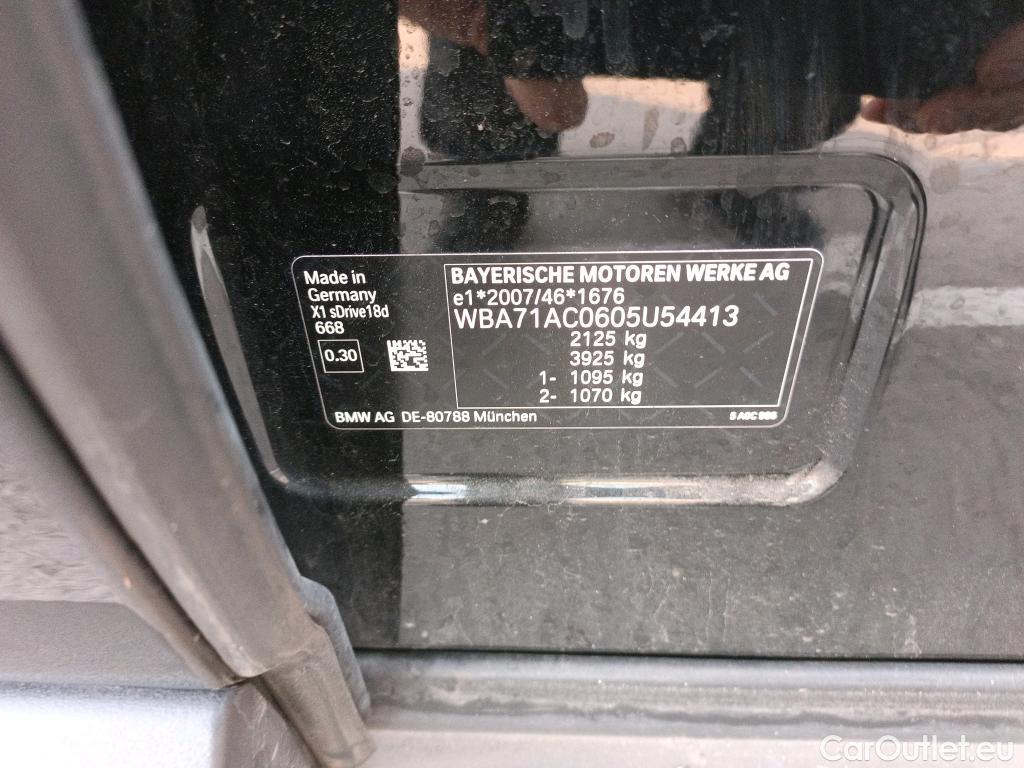 Made in
Germany
X1 sDrive18d
668
0.30
BAYERISCHE MOTOREN WERKE AG
e1*2007/46*1676
WBA71AC0605U54413
2125 kg
3925 kg
1- 1095 kg
2- 1070 kg
BMW AG DE-80788 München
CarOutlet.eu